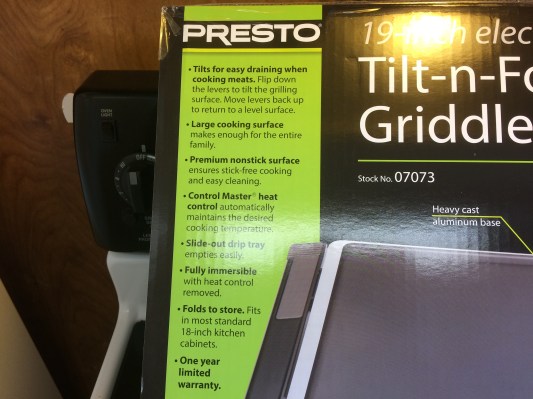 PRESTO
19-inch elec
Tilt-n-Fo
Griddle
Stock No. 07073
Heavy cast
aluminum base
• Tilts for easy draining when
cooking meats. Flip down
the levers to tilt the grilling
surface. Move levers back up
to return to a level surface.
• Large cooking surface
makes enough for the entire
family.
• Premium nonstick surface
ensures stick-free cooking
and easy cleaning.
• Control Master® heat
control automatically
maintains the desired
cooking temperature.
• Slide-out drip tray
empties easily.
• Fully immersible
with heat control
removed.
• Folds to store. Fits
in most standard
18-inch kitchen
cabinets.
• One year
limited
warranty.